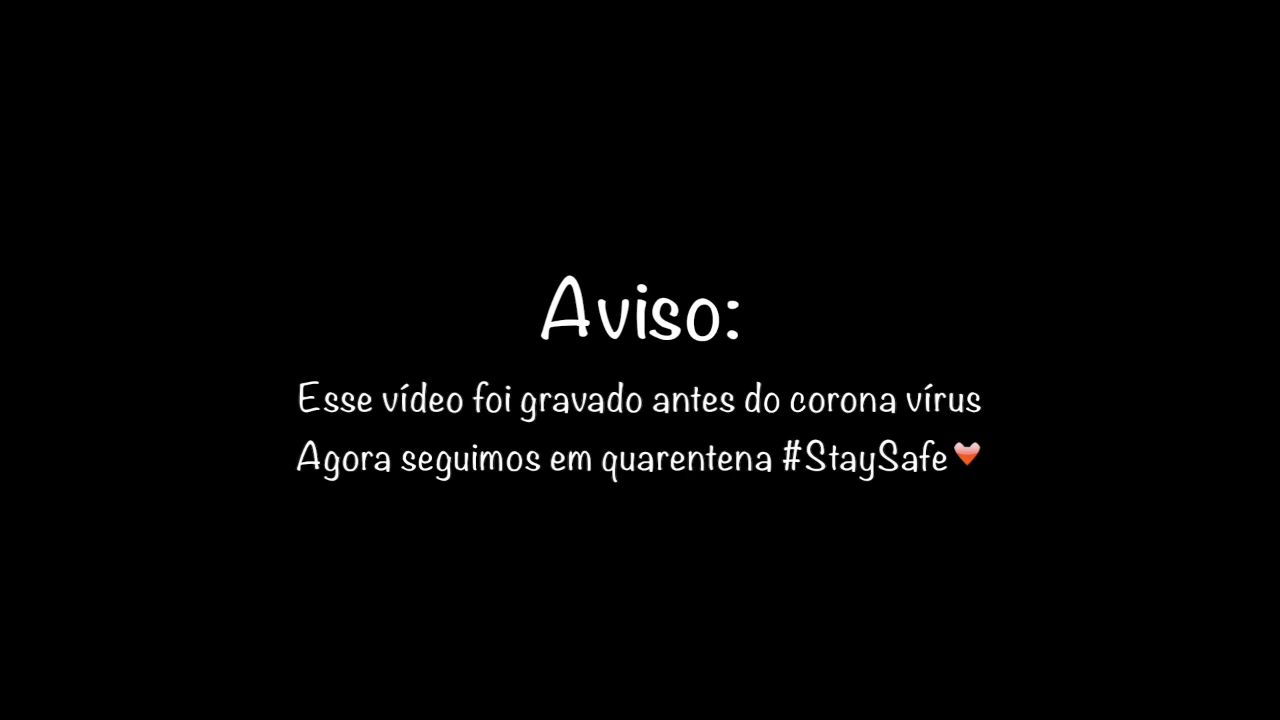 Aviso:
Esse vídeo foi gravado antes do corona vírus
Agora seguimos em quarentena #StaySafe❤